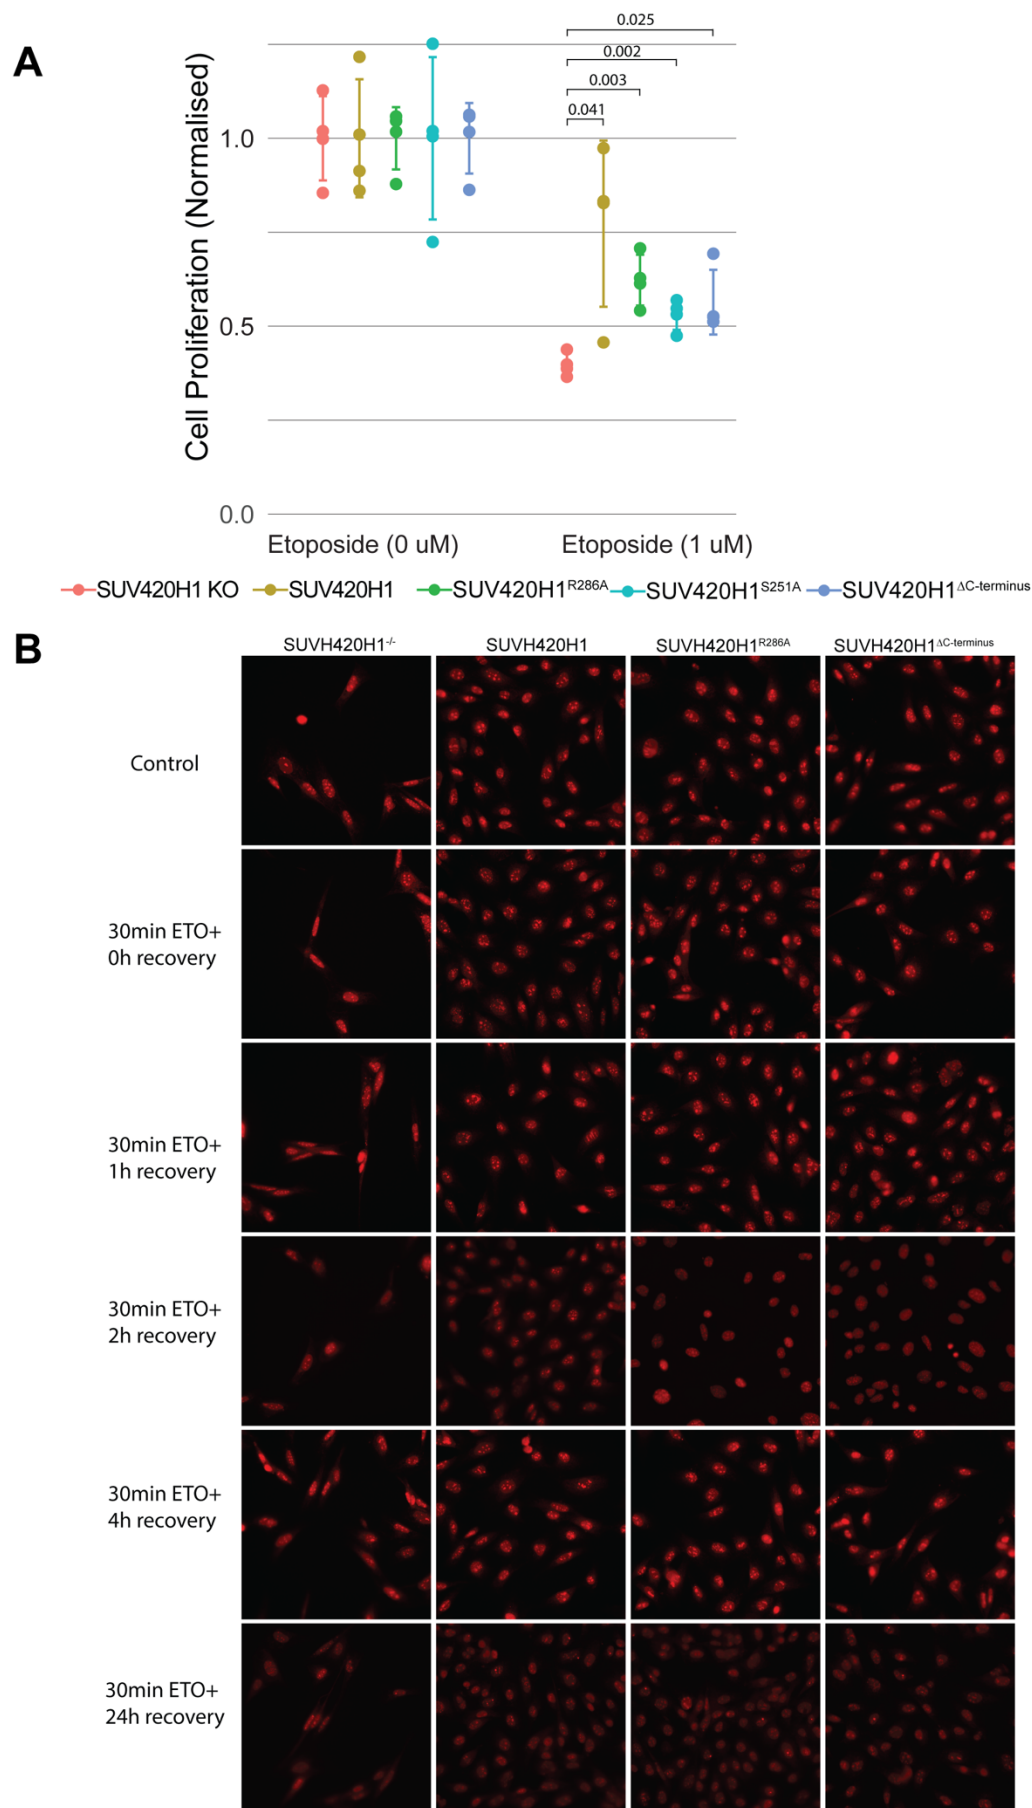 A
0.025
0.002
0.003
0.041
Cell Proliferation (Normalised)
1.0
0.5
0.0
Etoposide (0 uM)
Etoposide (1 uM)
SUV420H1 KO
SUV420H1
SUV420H1R286A
SUV420H1S251A
SUV420H1ΔC-terminus
B
SUVH420H1-/-
SUVH420H1
SUVH420H1R286A
SUVH420H1ΔC-terminus
Control
30min ETO+
0h recovery
30min ETO+
1h recovery
30min ETO+
2h recovery
30min ETO+
4h recovery
30min ETO+
24h recovery